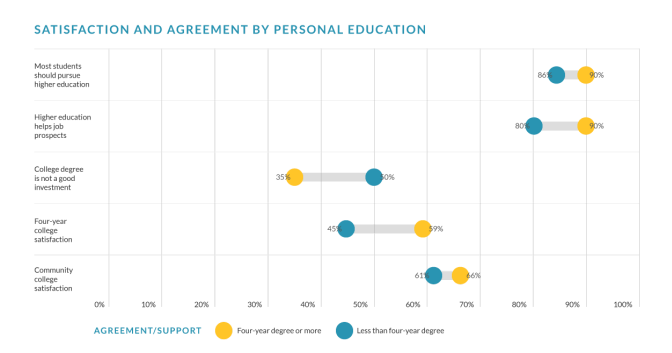 SATISFACTION AND AGREEMENT BY PERSONAL EDUCATION
Most students
should pursue
higher education
86%
90%
Higher education
helps job
prospects
80%
90%
College degree
is not a good
investment
35%
50%
Four-year
college
satisfaction
45%
59%
Community
college
satisfaction
61%
66%
0% 10% 20% 30% 40% 50% 60% 70% 80% 90% 100%
AGREEMENT/SUPPORT Four-year degree or more Less than four-year degree